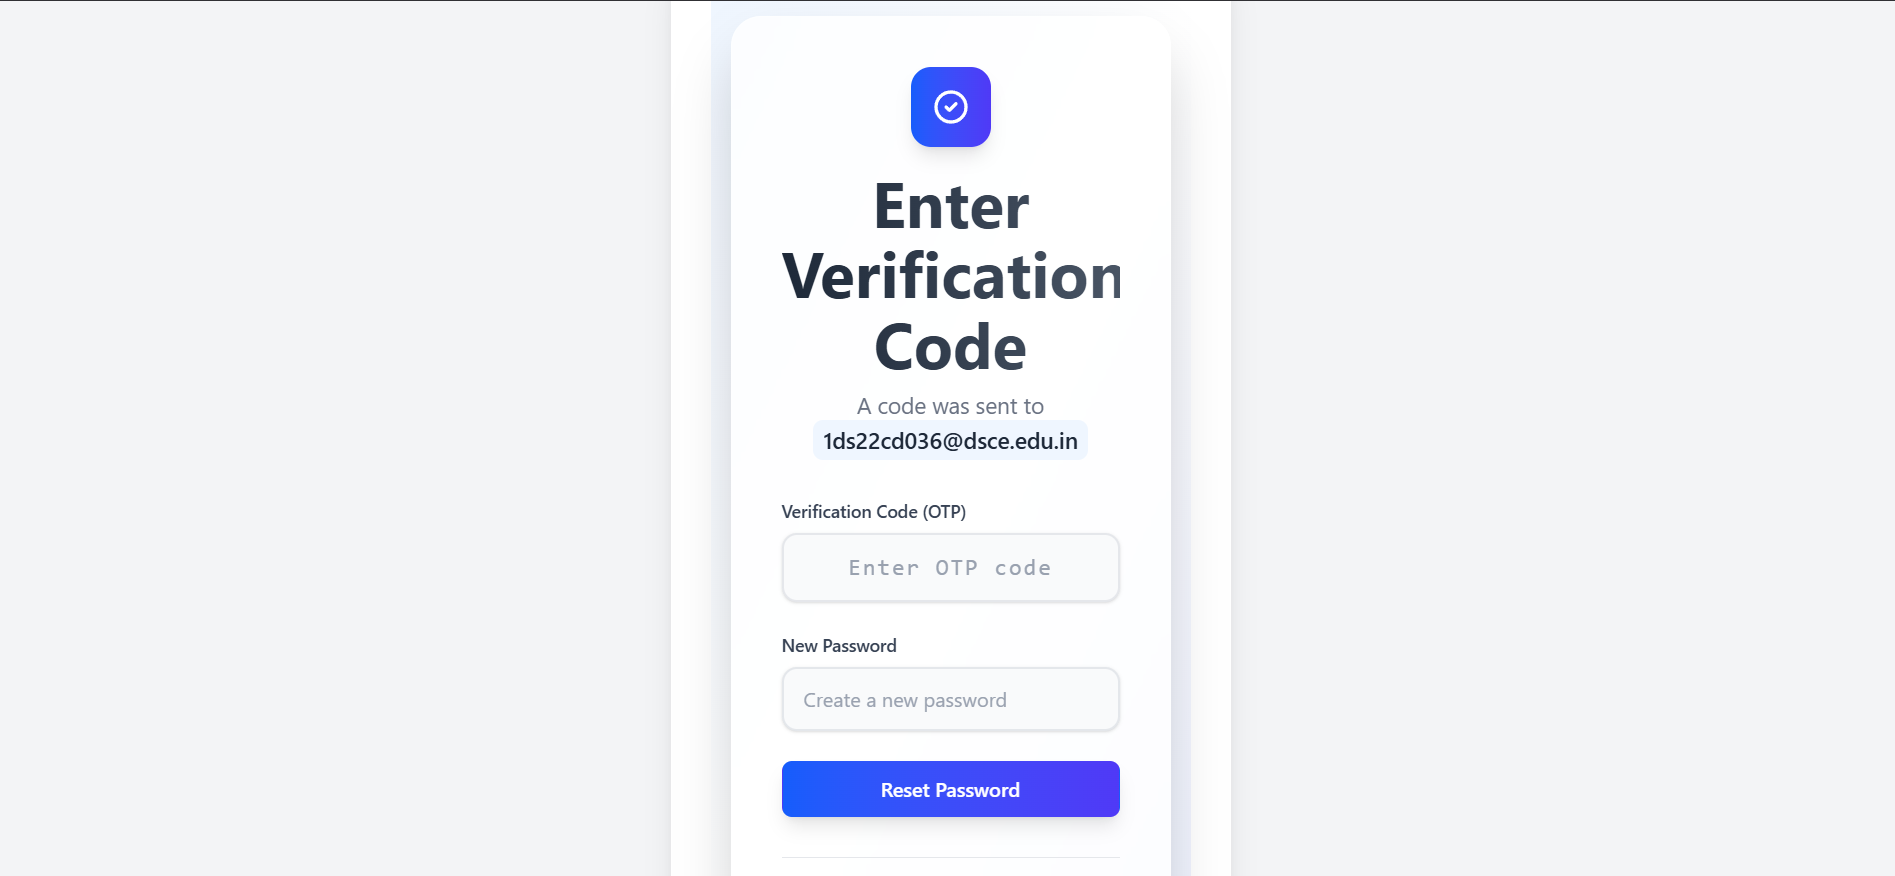 Enter
Verification
Code
A code was sent to
1ds22cd036@dsce.edu.in
Verification Code (OTP)
Enter OTP code
New Password
Create a new password
Reset Password